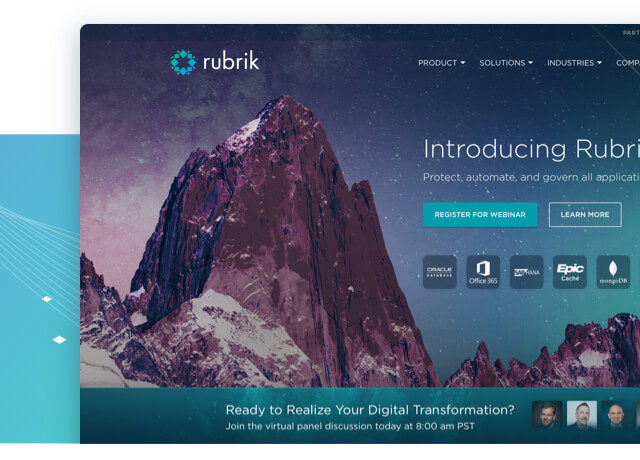 PART
rubrik
PRODUCT
SOLUTIONS
INDUSTRIES
COMPA
Introducing Rubri
Protect, automate, and govern all applicati
REGISTER FOR WEBINAR
LEARN MORE
ORACLE
DATABASE
Office 365
SAP HANA
Epic
Caché
mongoDB
Ready to Realize Your Digital Transformation?
Join the virtual panel discussion today at 8:00 am PST